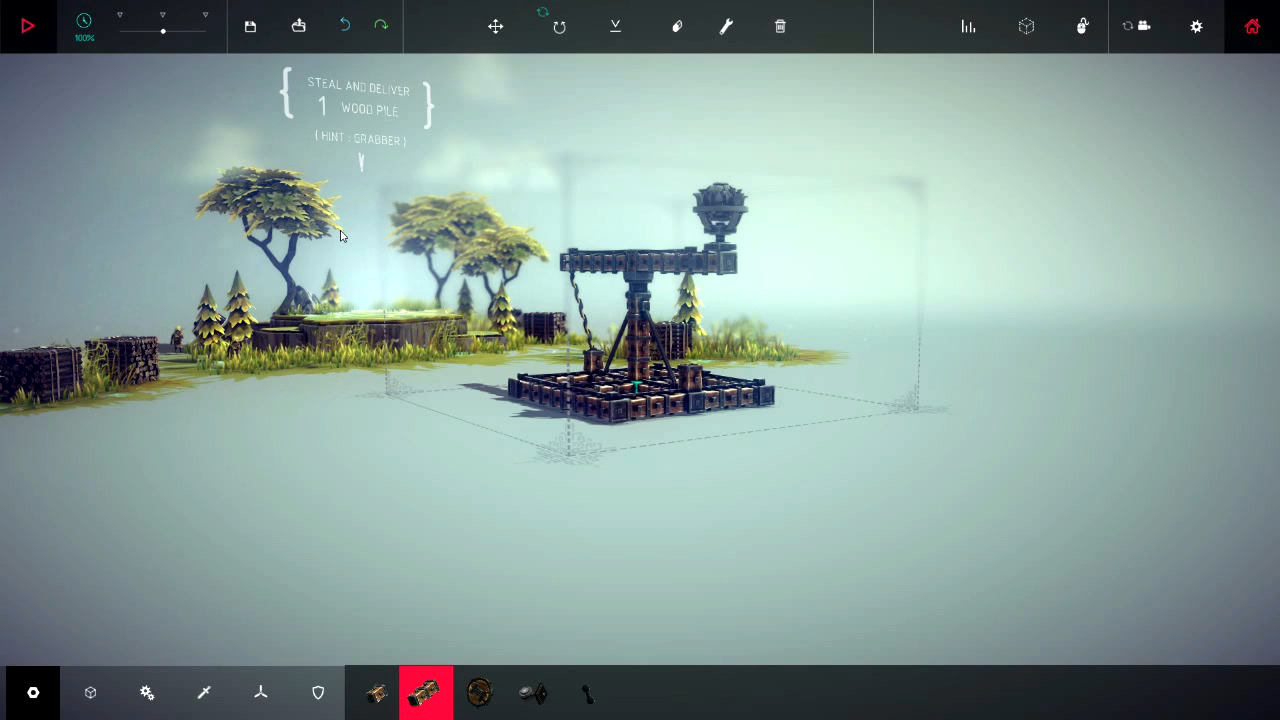 100%
STEAL AND DELIVER
1 WOOD PILE
( HINT : GRABBER )